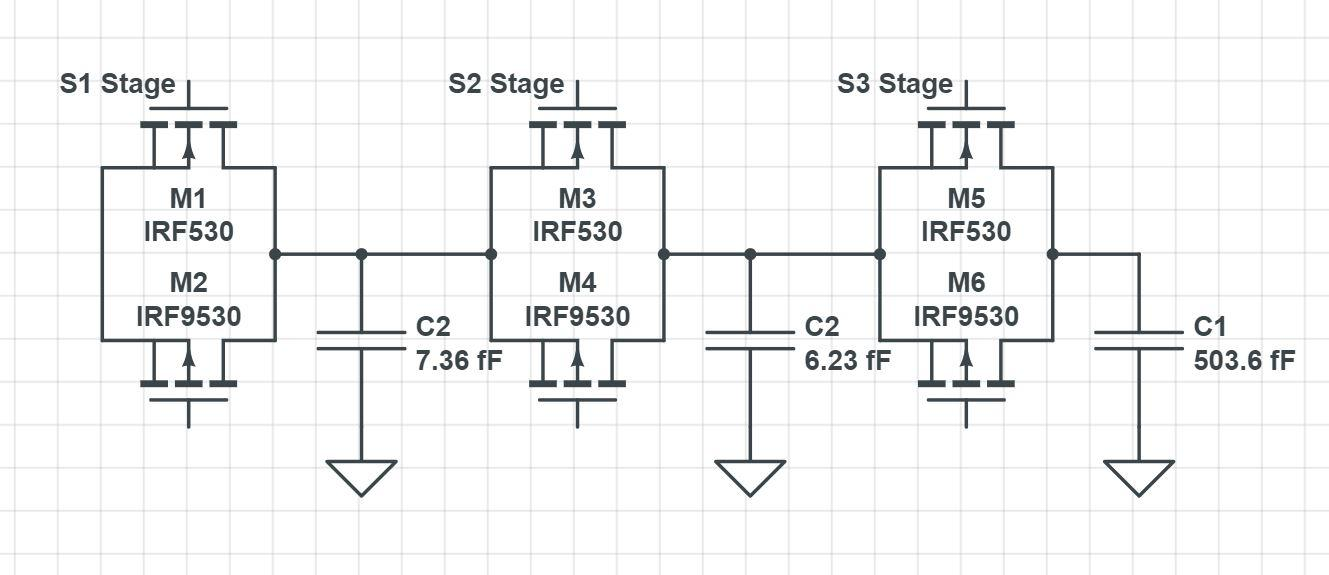 S1 Stage
S2 Stage
S3 Stage
M1
IRF530
M3
IRF530
M5
IRF530
M2
IRF9530
M4
IRF9530
M6
IRF9530
C2
7.36 fF
C2
6.23 fF
C1
503.6 fF